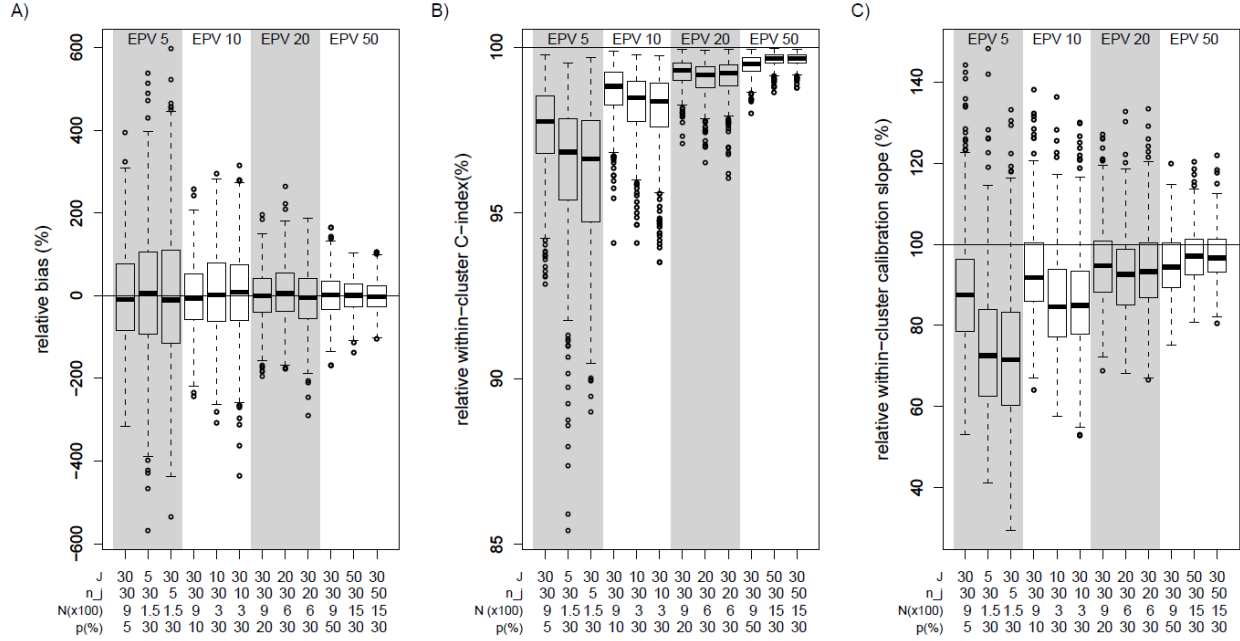 A)
B)
C)
EPV 5 EPV 10 EPV 20 EPV 50
EPV 5 EPV 10 EPV 20 EPV 50
EPV 5 EPV 10 EPV 20 EPV 50
relative bias (%)
600
400
200
0
−200
−400
−600
relative within−cluster C−index(%)
100
95
90
85
relative within−cluster calibration slope (%)
140
120
100
80
60
40
J 30 5 30 30 10 30 30 20 30 30 50 30
n_j 30 30 5 30 30 10 30 30 20 30 30 50
N(x100) 9 1.5 1.5 9 3 3 9 6 6 9 15 15
p(%) 5 30 30 10 30 30 20 30 30 50 30 30
J 30 5 30 30 10 30 30 20 30 30 50 30
n_j 30 30 5 30 30 10 30 30 20 30 30 50
N (x100) 9 1.5 1.5 9 3 3 9 6 6 9 15 15
p(%) 5 30 30 10 30 30 20 30 30 50 30 30
J 30 5 30 30 10 30 30 20 30 30 50 30
n_j 30 30 5 30 30 10 30 30 20 30 30 50
N(x100) 9 1.5 1.5 9 3 3 9 6 6 9 15 15
p(%) 5 30 30 10 30 30 20 30 30 50 30 30